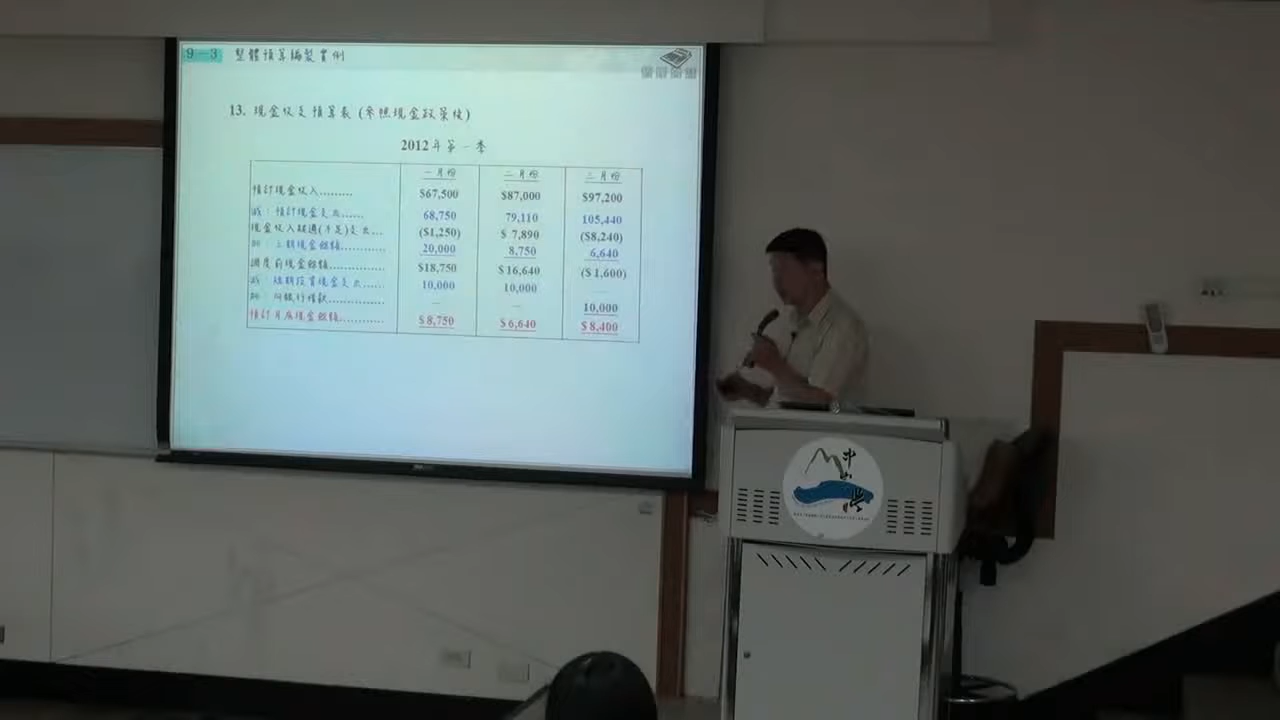 9－3 整體預算編製實例
13. 現金收支預算表 (參照現金政策後)
2012年第一季
一月份 二月份 三月份
預計現金收入......... $67,500 $87,000 $97,200
減：預計現金支出...... 68,750 79,110 105,440
現金收入超過(不足)支出... ($1,250) $ 7,890 ($8,240)
加：上期現金餘額........... 20,000 8,750 6,640
調度前現金餘額.............. $18,750 $16,640 ($1,600)
減：短期投資現金支出...... 10,000 10,000 —
加：向銀行借款............... — — 10,000
預計月底現金餘額........... $8,750 $6,640 $8,400
中山